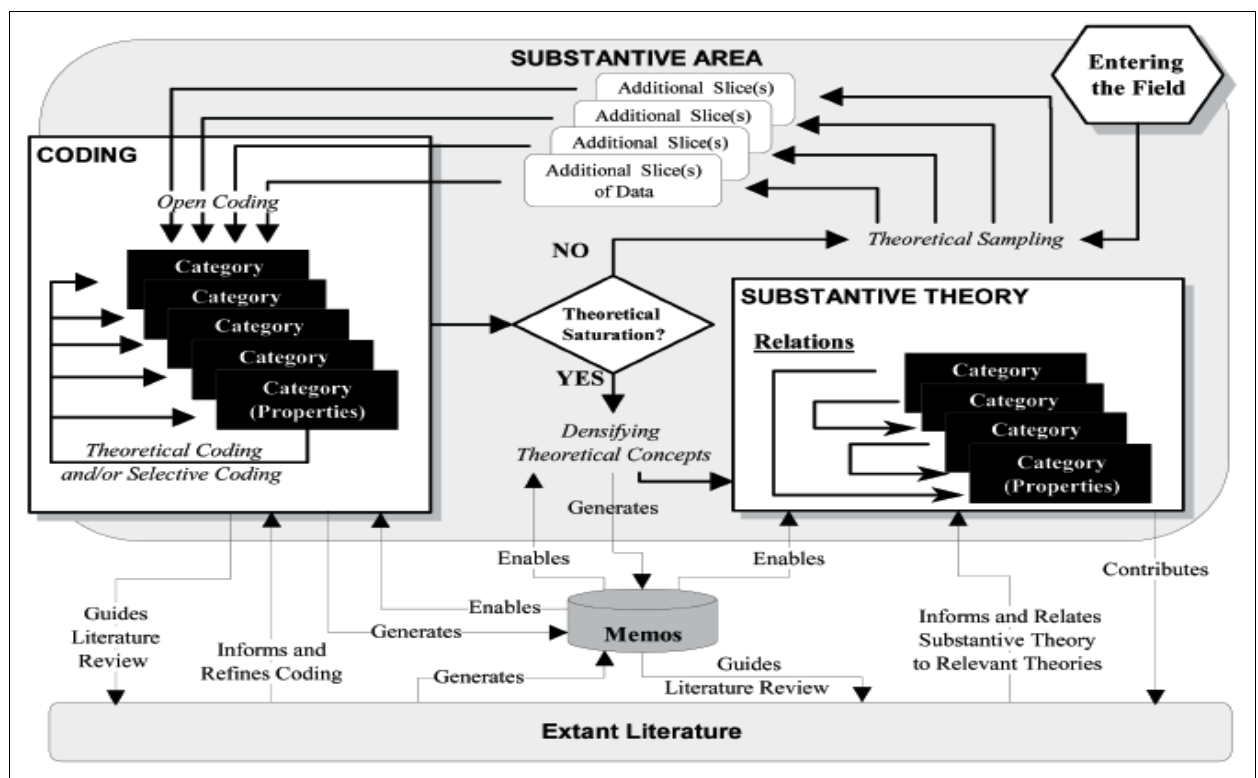 SUBSTANTIVE AREA
Entering
the Field
Additional Slice(s)
Additional Slice(s)
Additional Slice(s)
Additional Slice(s)
of Data
CODING
Open Coding
Theoretical Sampling
NO
Category
Category
Category
Category
Category
(Properties)
Theoretical Coding
and/or Selective Coding
Theoretical
Saturation?
YES
Densifying
Theoretical Concepts
SUBSTANTIVE THEORY
Relations
Category
Category
Category
Category
(Properties)
Generates
Enables
Enables
Contributes
Guides
Literature
Review
Informs and
Refines Coding
Enables
Generates
Generates
Memos
Guides
Literature Review
Informs and Relates
Substantive Theory
to Relevant Theories
Extant Literature